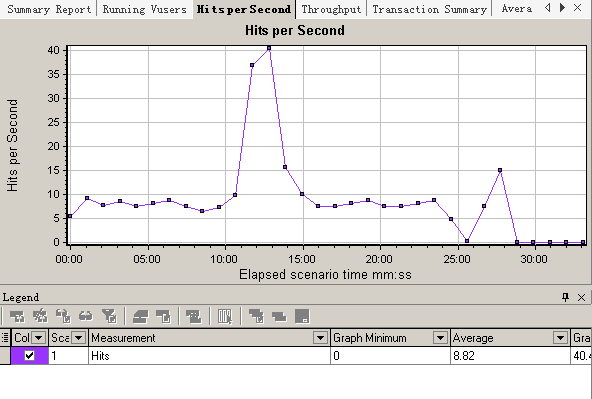 Summary Report Running Vusers Hits per Second Throughput Transaction Summary Avera
Hits per Second
Hits per Second
40
35
30
25
20
15
10
5
0
00:00 05:00 10:00 15:00 20:00 25:00 30:00
Elapsed scenario time mm:ss
Legend
Col Sca Measurement Graph Minimum Average Gra
1 Hits 0 8.82 40.4